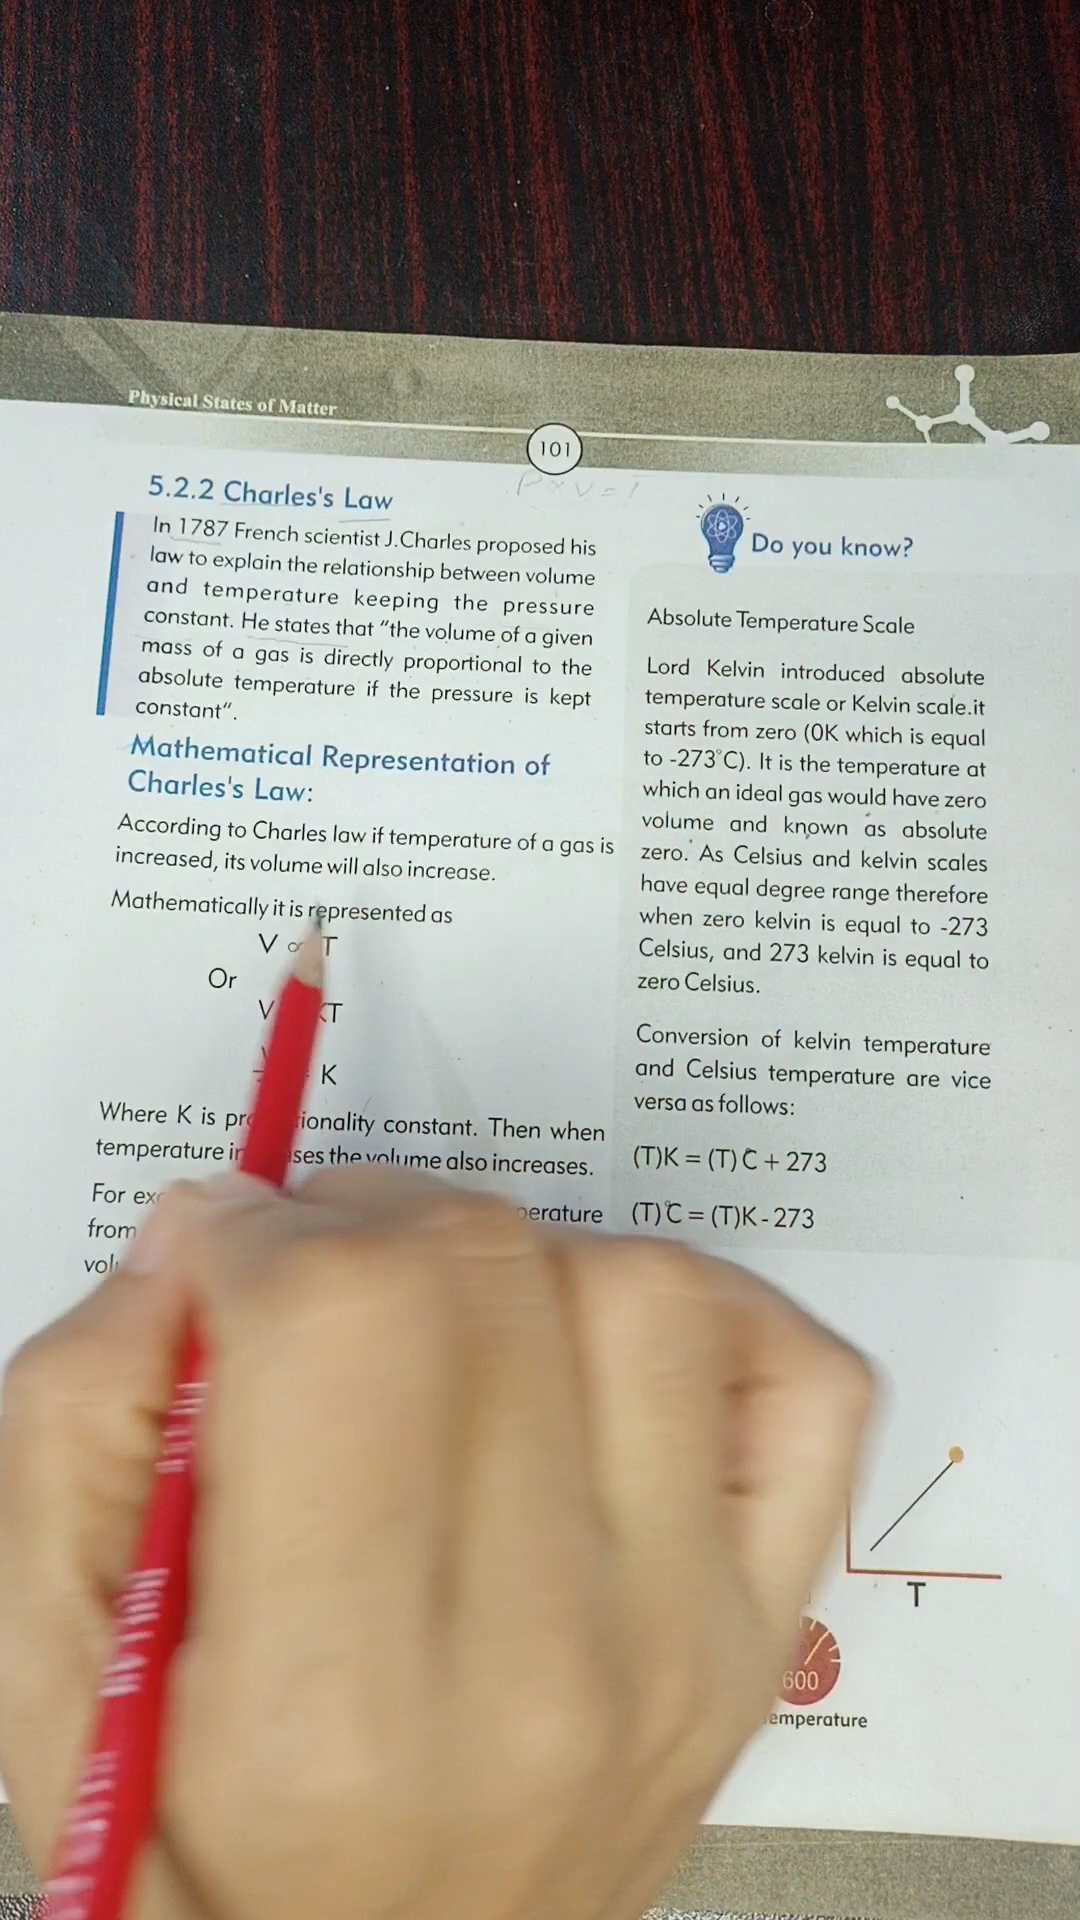 Physical States of Matter
101
5.2.2 Charles's Law
In 1787 French scientist J.Charles proposed his
law to explain the relationship between volume
and temperature keeping the pressure
constant. He states that "the volume of a given
mass of a gas is directly proportional to the
absolute temperature if the pressure is kept
constant".
Mathematical Representation of
Charles's Law:
According to Charles law if temperature of a gas is
increased, its volume will also increase.
Mathematically it is represented as
V ∝ T
Or
V T
K
Where K is constant. Then when
temperature the volume also increases.
For
from
Do you know?
Absolute Temperature Scale
Lord Kelvin introduced absolute
temperature scale or Kelvin scale.it
starts from zero (0K which is equal
to -273°C). It is the temperature at
which an ideal gas would have zero
volume and known as absolute
zero. As Celsius and kelvin scales
have equal degree range therefore
when zero kelvin is equal to -273
Celsius, and 273 kelvin is equal to
zero Celsius.
Conversion of kelvin temperature
and Celsius temperature are vice
versa as follows:
(T)K = (T)°C + 273
(T)°C = (T)K - 273
T
600